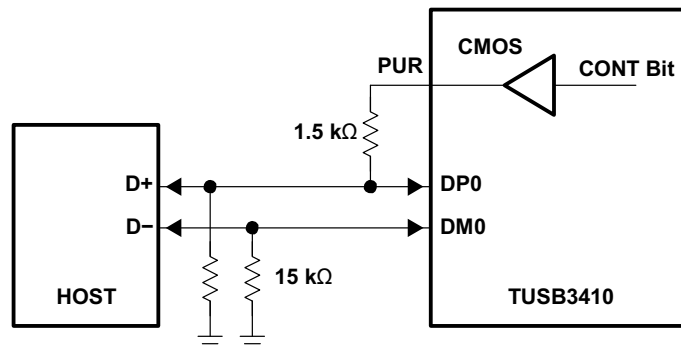 CMOS
PUR
CONT Bit
1.5 kΩ
D+
DP0
D−
DM0
15 kΩ
HOST
TUSB3410